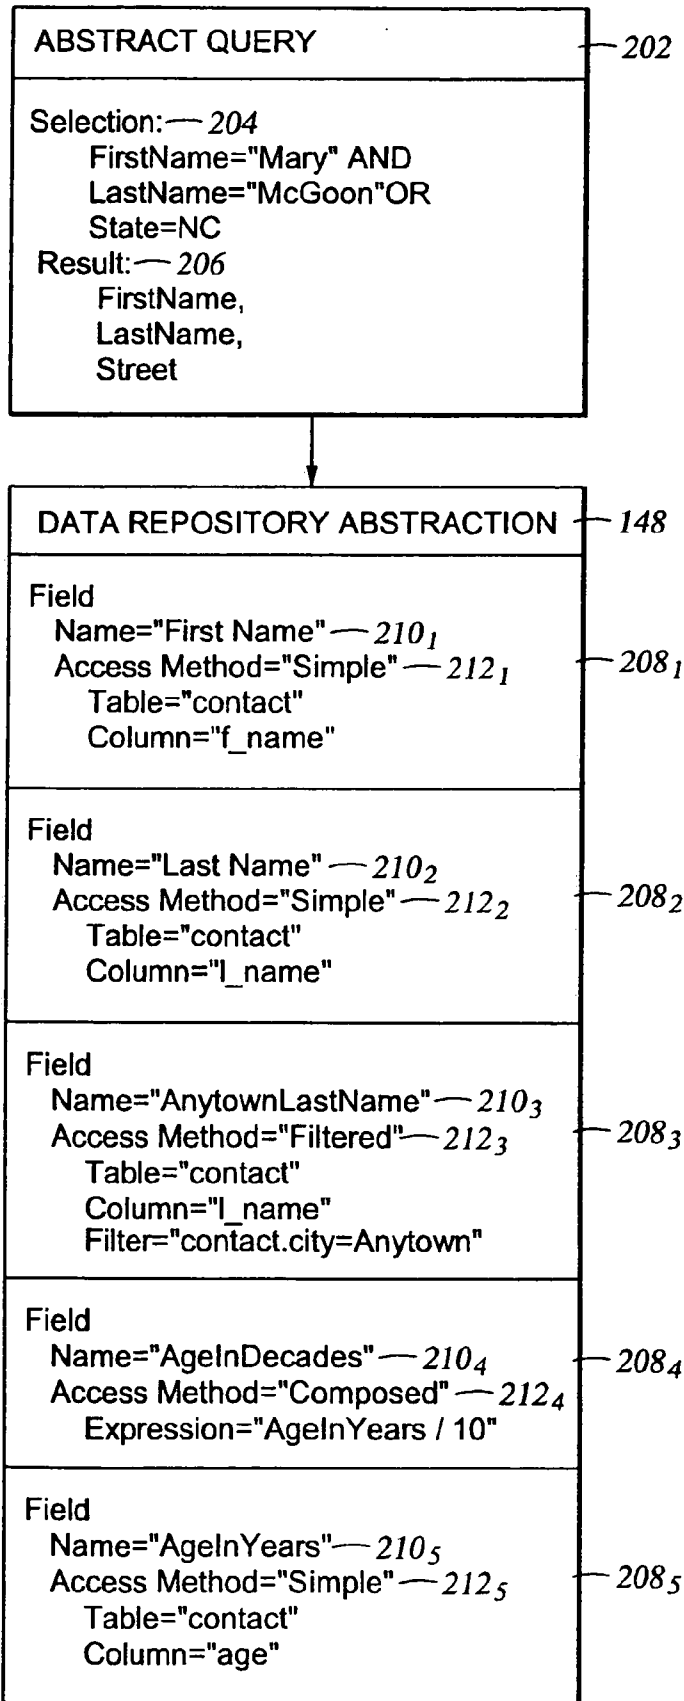 ABSTRACT QUERY 202
Selection: 204
FirstName="Mary" AND
LastName="McGoon"OR
State=NC
Result: 206
FirstName,
LastName,
Street
DATA REPOSITORY ABSTRACTION 148
Field
Name="First Name" 210₁
Access Method="Simple" 212₁ 208₁
Table="contact"
Column="f_name"
Field
Name="Last Name" 210₂
Access Method="Simple" 212₂ 208₂
Table="contact"
Column="l_name"
Field
Name="AnytownLastName" 210₃
Access Method="Filtered" 212₃ 208₃
Table="contact"
Column="l_name"
Filter="contact.city=Anytown"
Field
Name="AgeInDecades" 210₄ 208₄
Access Method="Composed" 212₄
Expression="AgeInYears / 10"
Field
Name="AgeInYears" 210₅
Access Method="Simple" 212₅ 208₅
Table="contact"
Column="age"